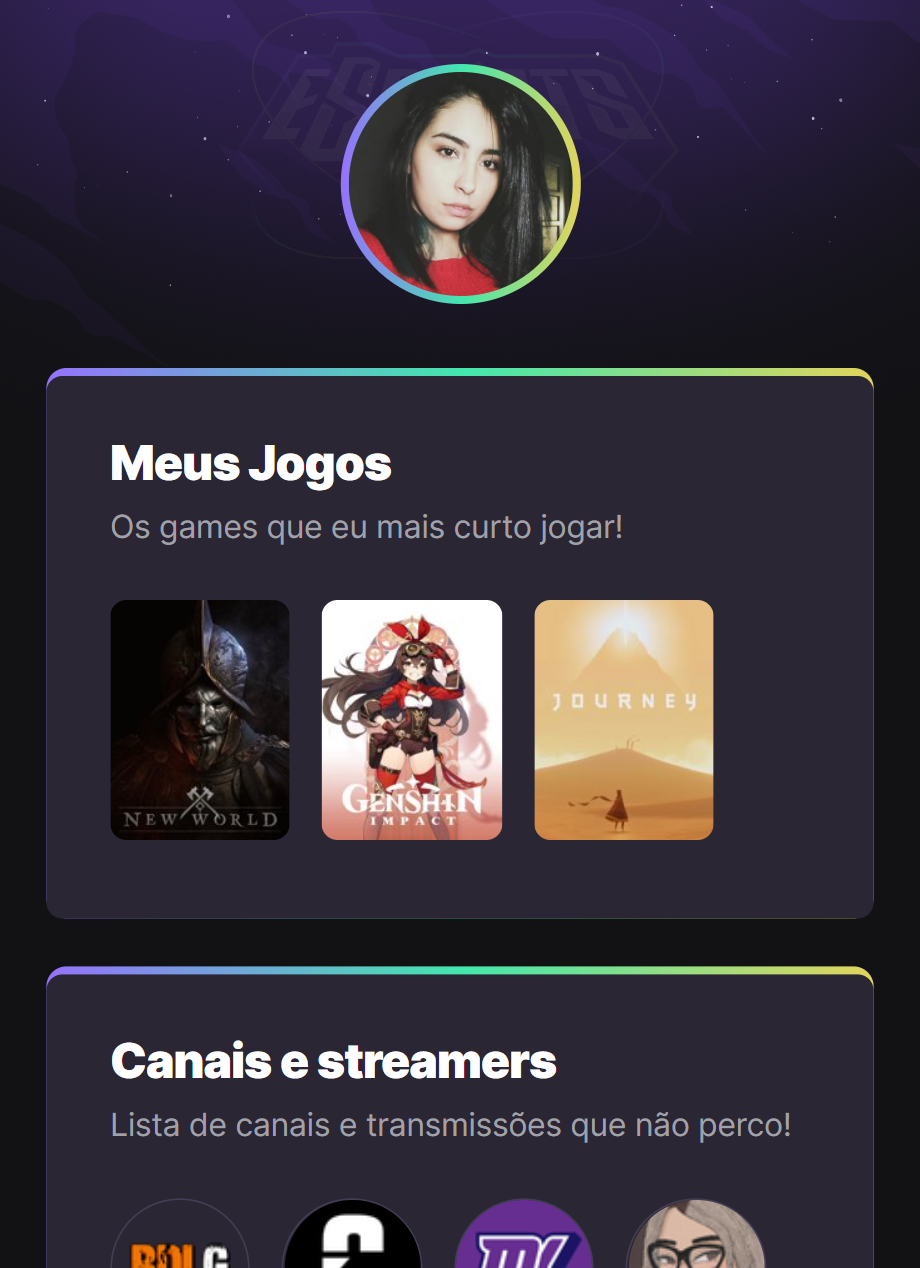 ESPORTS
Meus Jogos
Os games que eu mais curto jogar!
NEW WORLD
GENSHIN
IMPACT
JOURNEY
Canais e streamers
Lista de canais e transmissões que não perco!